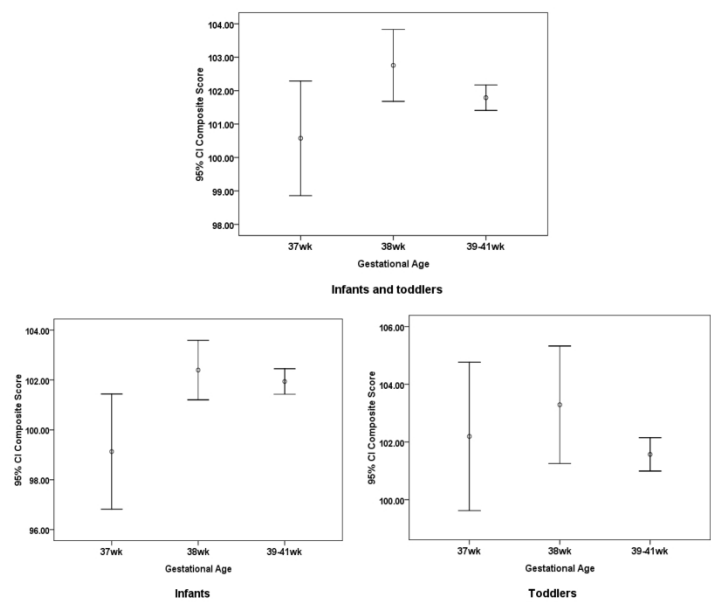 95% CI Composite Score
104.00
103.00
102.00
101.00
100.00
99.00
98.00
37wk 38wk 39-41wk
Gestational Age
Infants and toddlers
95% CI Composite Score
104.00
102.00
100.00
98.00
96.00
37wk 38wk 39-41wk
Gestational Age
Infants
95% CI Composite Score
106.00
104.00
102.00
100.00
37wk 38wk 39-41wk
Gestational Age
Toddlers